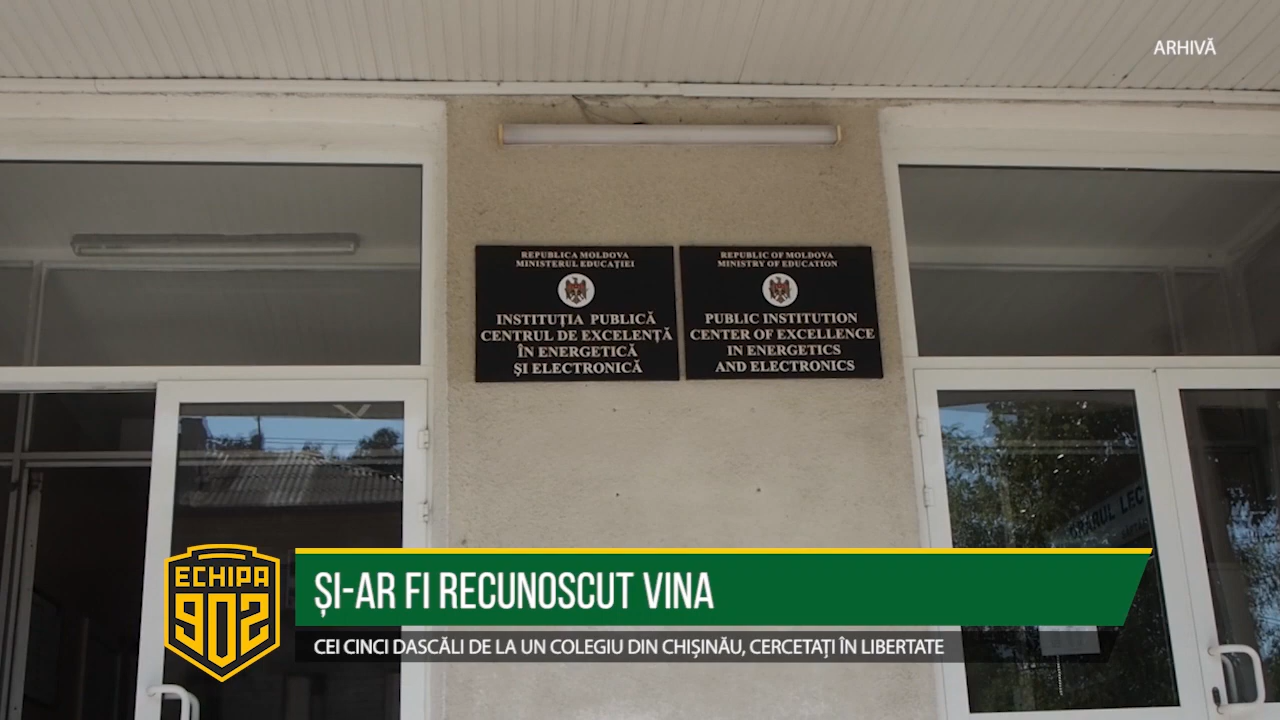 ARHIVĂ
REPUBLICA MOLDOVA
MINISTERUL EDUCAȚIEI
INSTITUȚIA PUBLICĂ
CENTRUL DE EXCELENȚĂ
ÎN ENERGETICĂ
ȘI ELECTRONICĂ
REPUBLIC OF MOLDOVA
MINISTRY OF EDUCATION
PUBLIC INSTITUTION
CENTER OF EXCELLENCE
IN ENERGETICS
AND ELECTRONICS
ECHIPA
902
ȘI-AR FI RECUNOSCUT VINA
CEI CINCI DASCĂLI DE LA UN COLEGIU DIN CHIȘINĂU, CERCETAȚI ÎN LIBERTATE